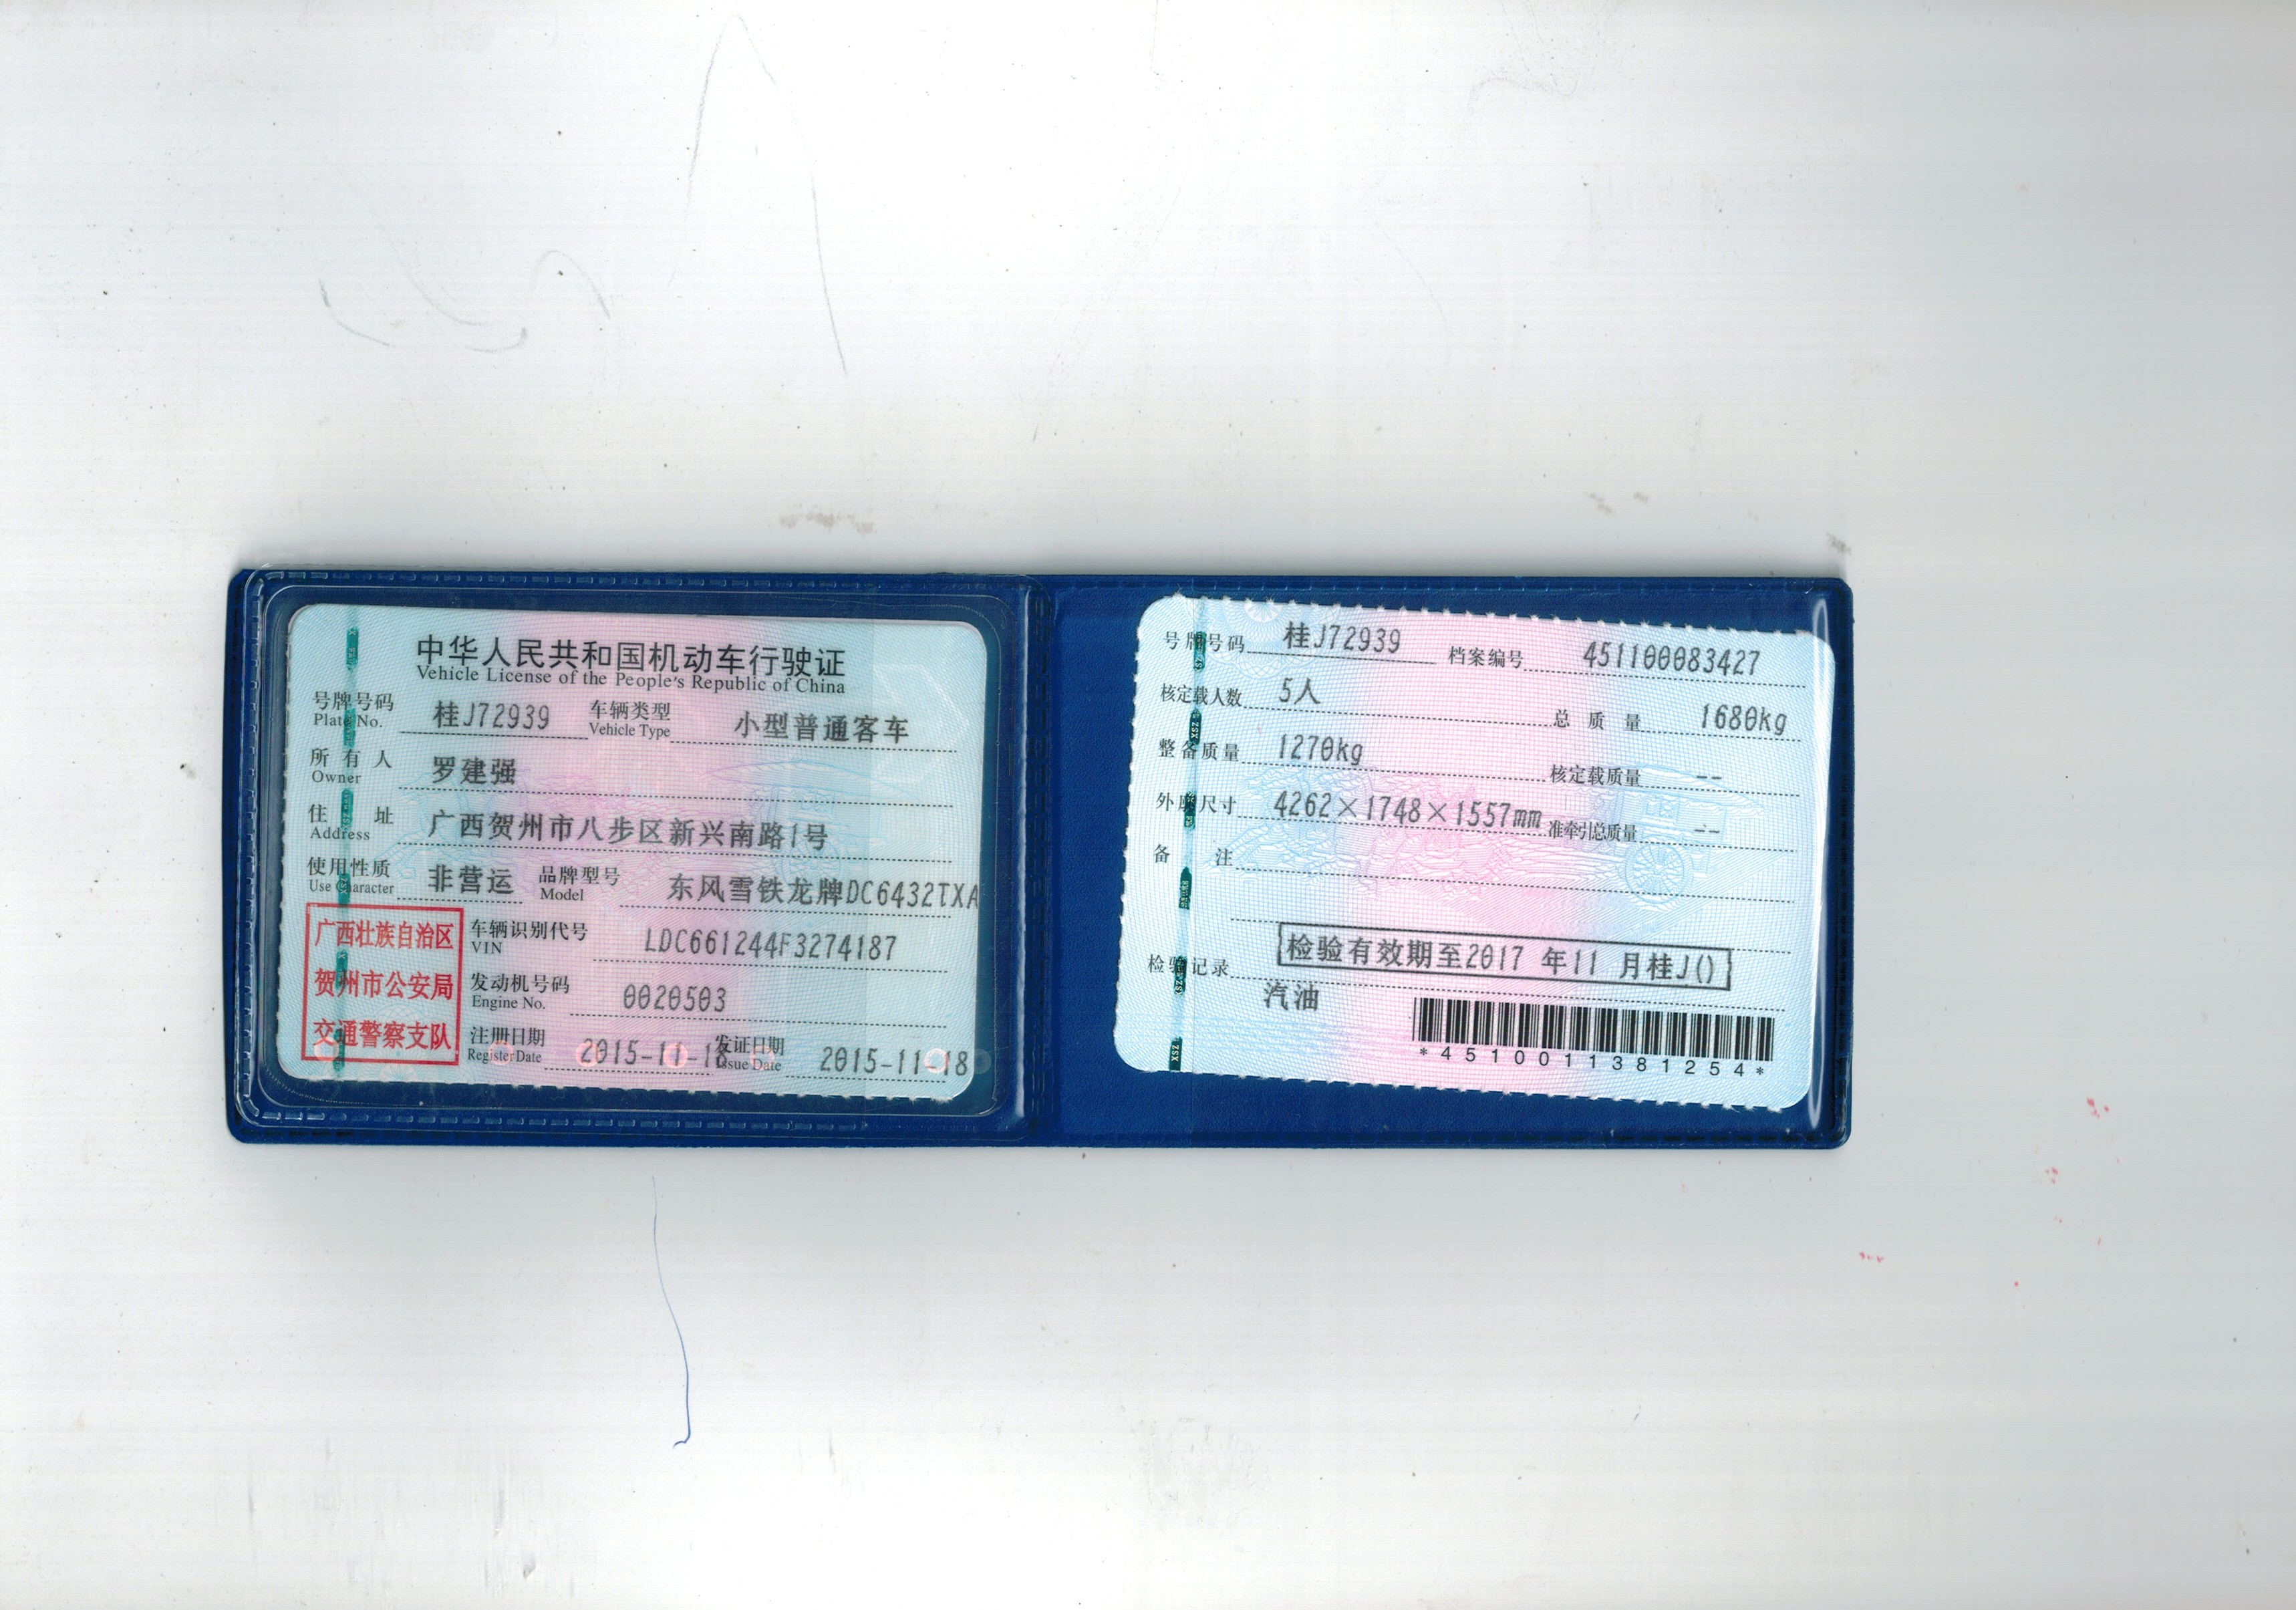 中华人民共和国机动车行驶证
Vehicle License of the People's Republic of China
号牌号码 桂J72939 车辆类型 小型普通客车
Plate No. Vehicle Type
所有人 罗建强
Owner
住址 广西贺州市八步区新兴南路1号
Address
使用性质 非营运 品牌型号 东风雪铁龙牌DC6432TXA
Use Character Model
广西壮族自治区
贺州市公安局
交通警察支队
车辆识别代号 LDC661244F3274187
VIN
发动机号码 0020503
Engine No.
注册日期 2015-11-18 发证日期 2015-11-18
Register Date Issue Date
号牌号码 桂J72939 档案编号 451100083427
核定载人数 5人 总质量 1680kg
整备质量 1270kg 核定载质量 --
外廓尺寸 4262×1748×1557mm 准牵引总质量 --
备注
检验记录 检验有效期至2017 年11 月桂J()
汽油
*4510011381254*